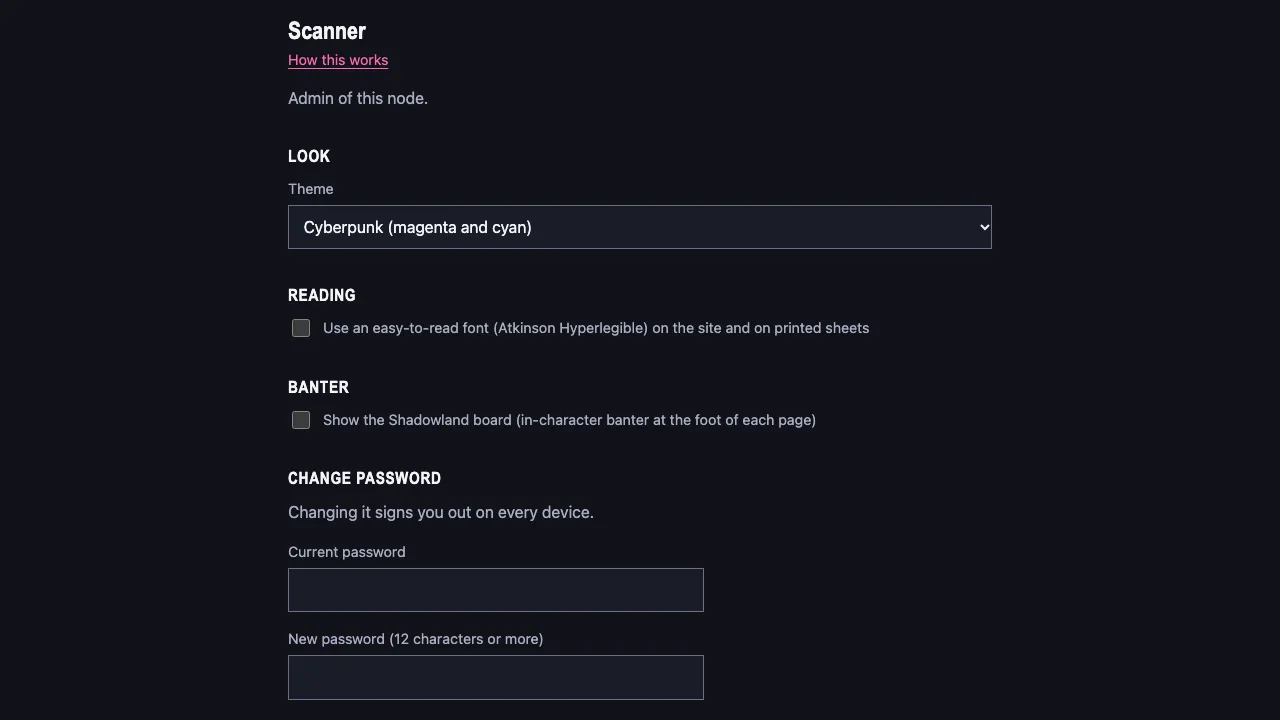 Scanner
How this works
Admin of this node.
LOOK
Theme
Cyberpunk (magenta and cyan)
READING
Use an easy-to-read font (Atkinson Hyperlegible) on the site and on printed sheets
BANTER
Show the Shadowland board (in-character banter at the foot of each page)
CHANGE PASSWORD
Changing it signs you out on every device.
Current password
New password (12 characters or more)